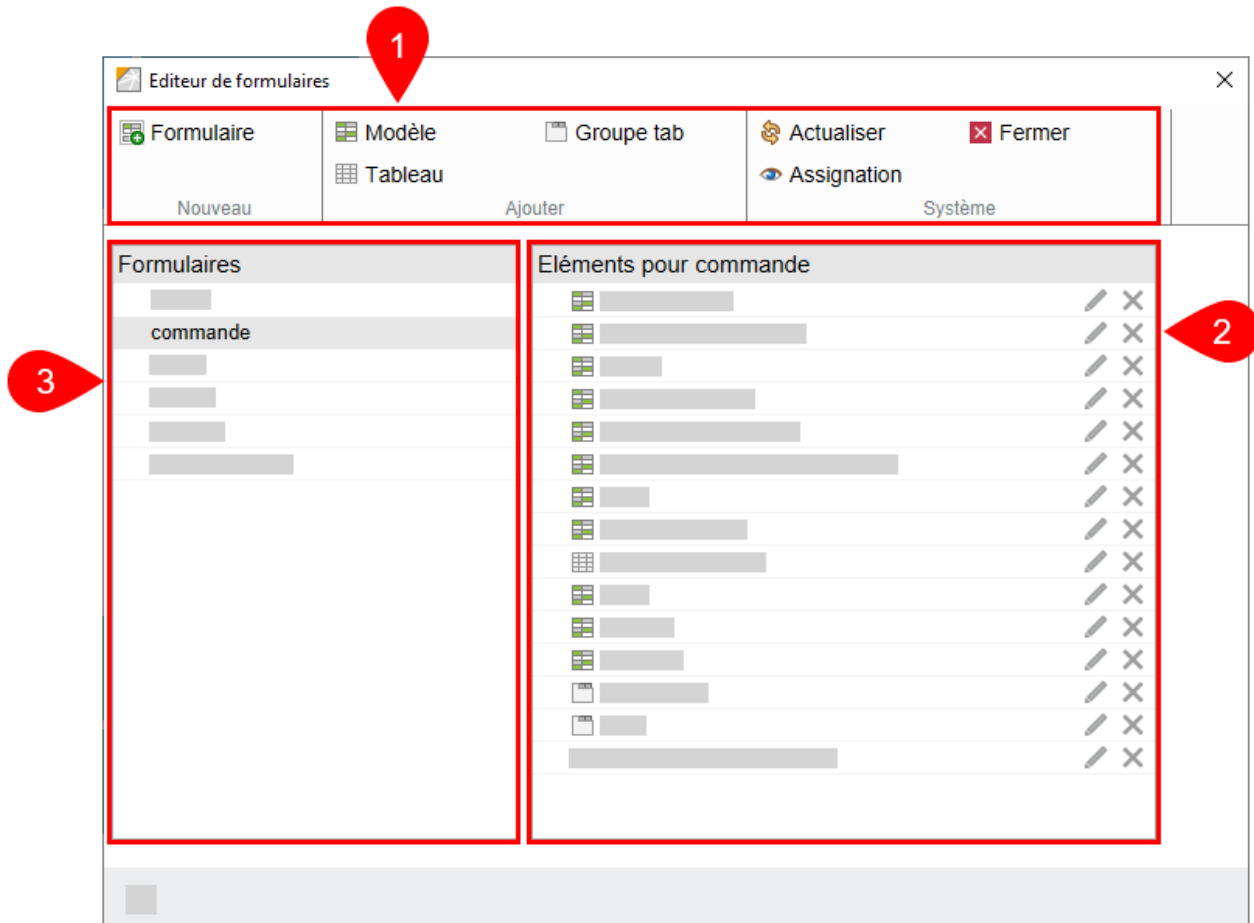 1
Editeur de formulaires
Formulaire Modèle Groupe tab Actualiser Fermer
Tableau Assignation
Nouveau Ajouter Système
Formulaires Eléments pour commande
commande
2
3